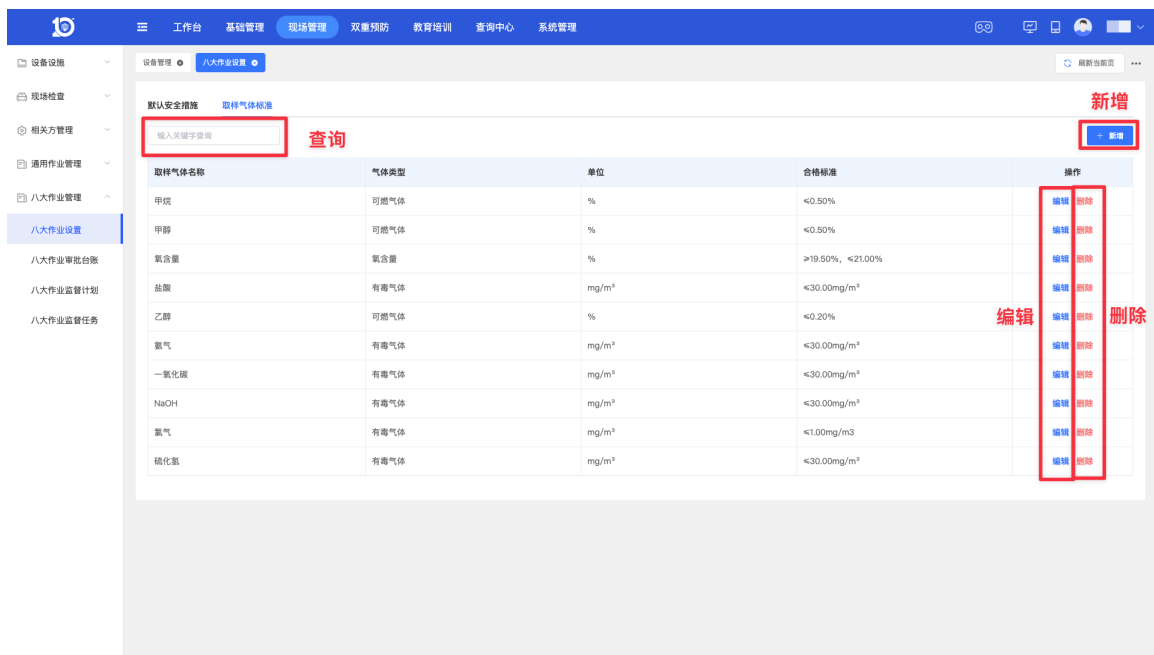 工作台 基础管理 现场管理 双重预防 教育培训 查询中心 系统管理
设备设施 设备管理 八大作业设置 刷新当前页
现场检查 默认安全措施 取样气体标准 新增
相关方管理 输入关键字查询 查询 + 新增
通用作业管理 取样气体名称 气体类型 单位 合格标准 操作
八大作业管理 甲烷 可燃气体 % ≤0.50% 编辑 删除
八大作业设置 甲醇 可燃气体 % ≤0.50% 编辑 删除
八大作业审批台账 氧含量 氧含量 % ≥19.50%，≤21.00% 编辑 删除
八大作业监督计划 盐酸 有毒气体 mg/m³ ≤30.00mg/m³ 编辑 删除
八大作业监督任务 乙醇 可燃气体 % ≤0.20% 编辑 编辑 删除 删除
氨气 有毒气体 mg/m³ ≤30.00mg/m³ 编辑 删除
一氧化碳 有毒气体 mg/m³ ≤30.00mg/m³ 编辑 删除
NaOH 有毒气体 mg/m³ ≤30.00mg/m³ 编辑 删除
氯气 有毒气体 mg/m³ ≤1.00mg/m3 编辑 删除
硫化氢 有毒气体 mg/m³ ≤30.00mg/m³ 编辑 删除